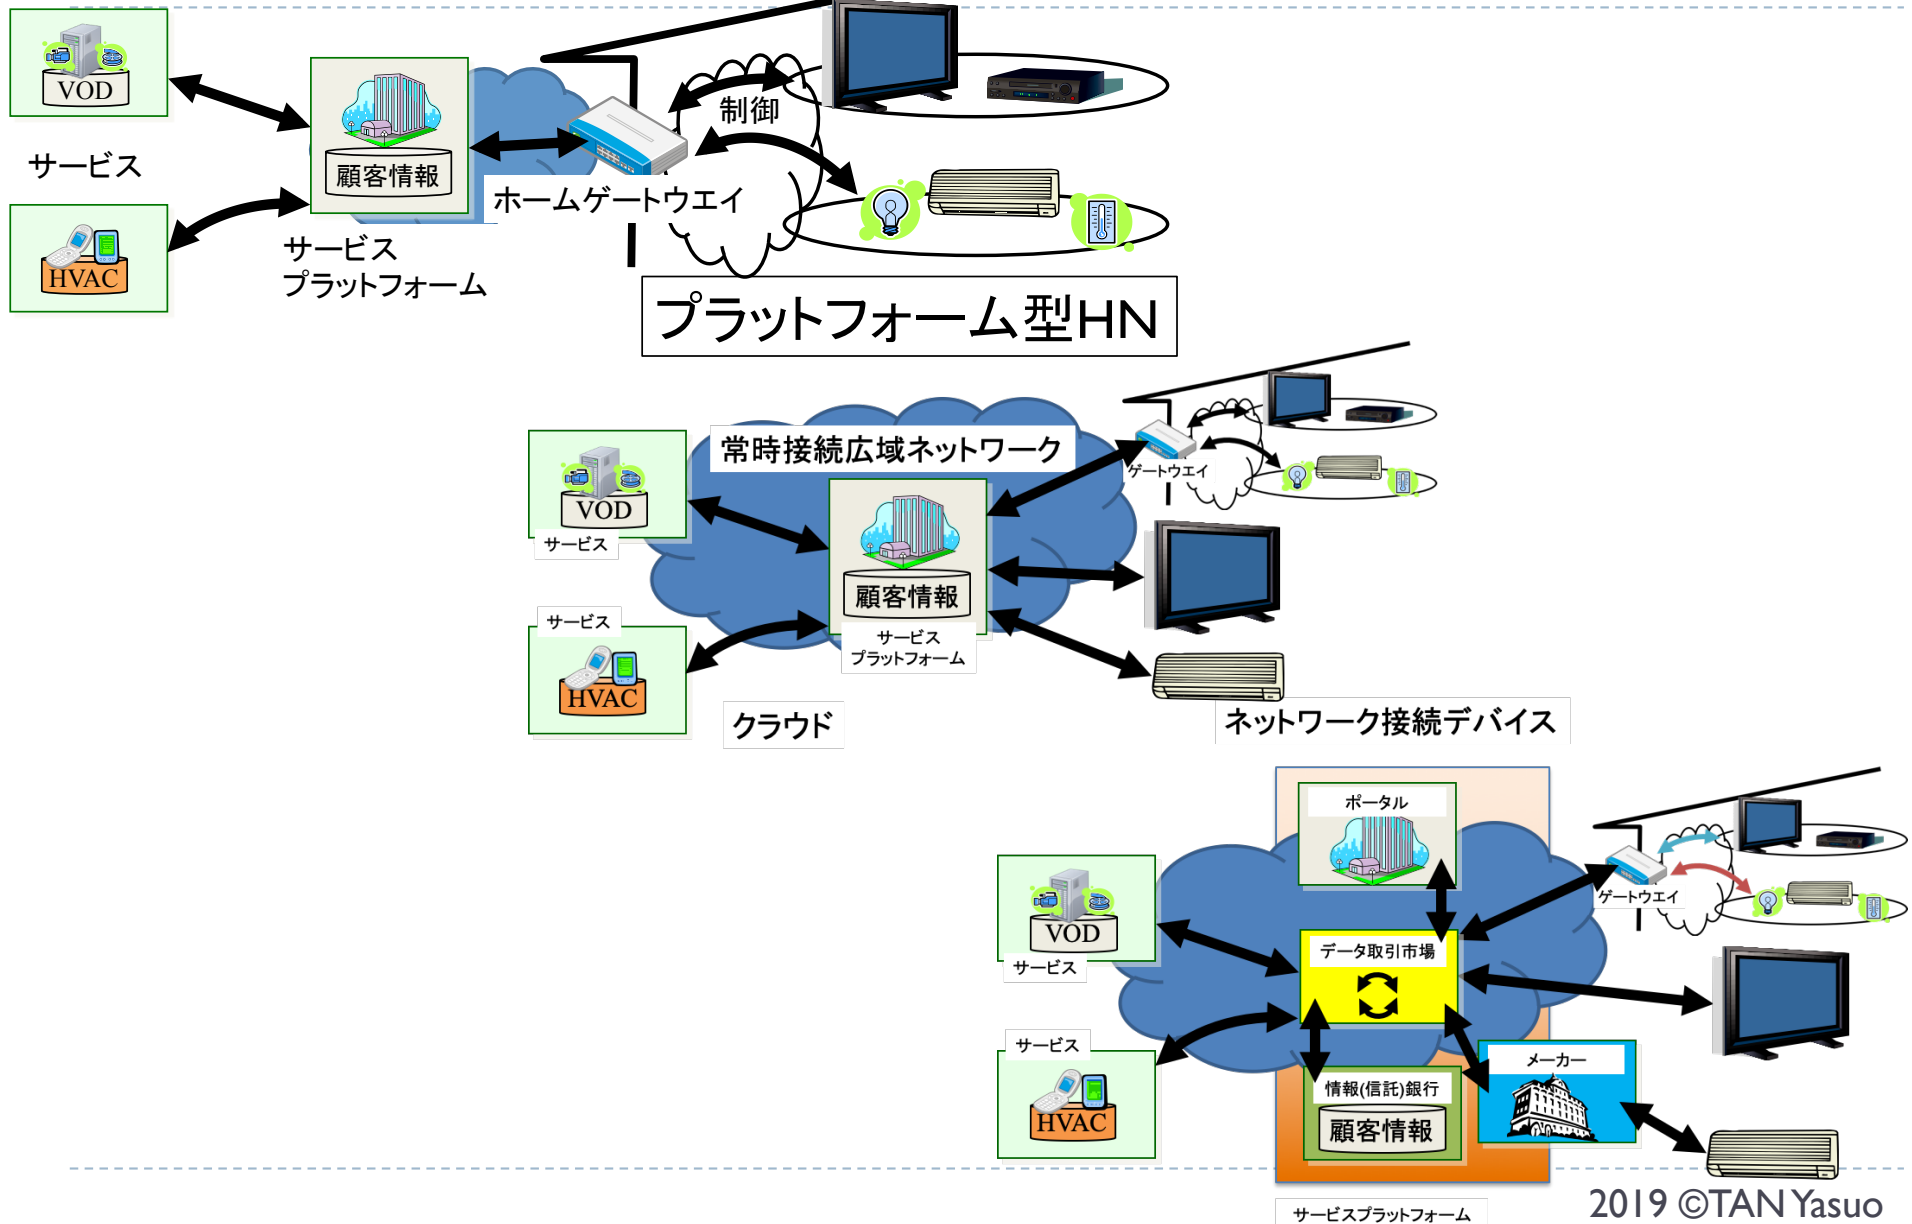 VOD
サービス
HVAC
顧客情報
サービス
プラットフォーム
ホームゲートウエイ
制御
プラットフォーム型HN
常時接続広域ネットワーク
VOD
サービス
サービス
HVAC
顧客情報
サービス
プラットフォーム
ゲートウエイ
クラウド
ネットワーク接続デバイス
ポータル
VOD
サービス
データ取引市場
サービス
HVAC
情報(信託)銀行
顧客情報
メーカー
ゲートウエイ
サービスプラットフォーム
2019 ©TAN Yasuo